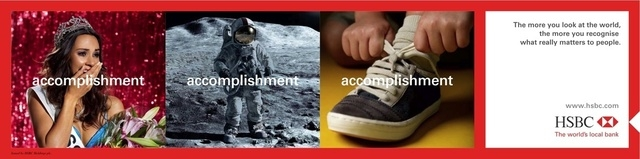 accomplishment
accomplishment
accomplishment
The more you look at the world,
the more you recognise
what really matters to people.
www.hsbc.com
HSBC
The world's local bank